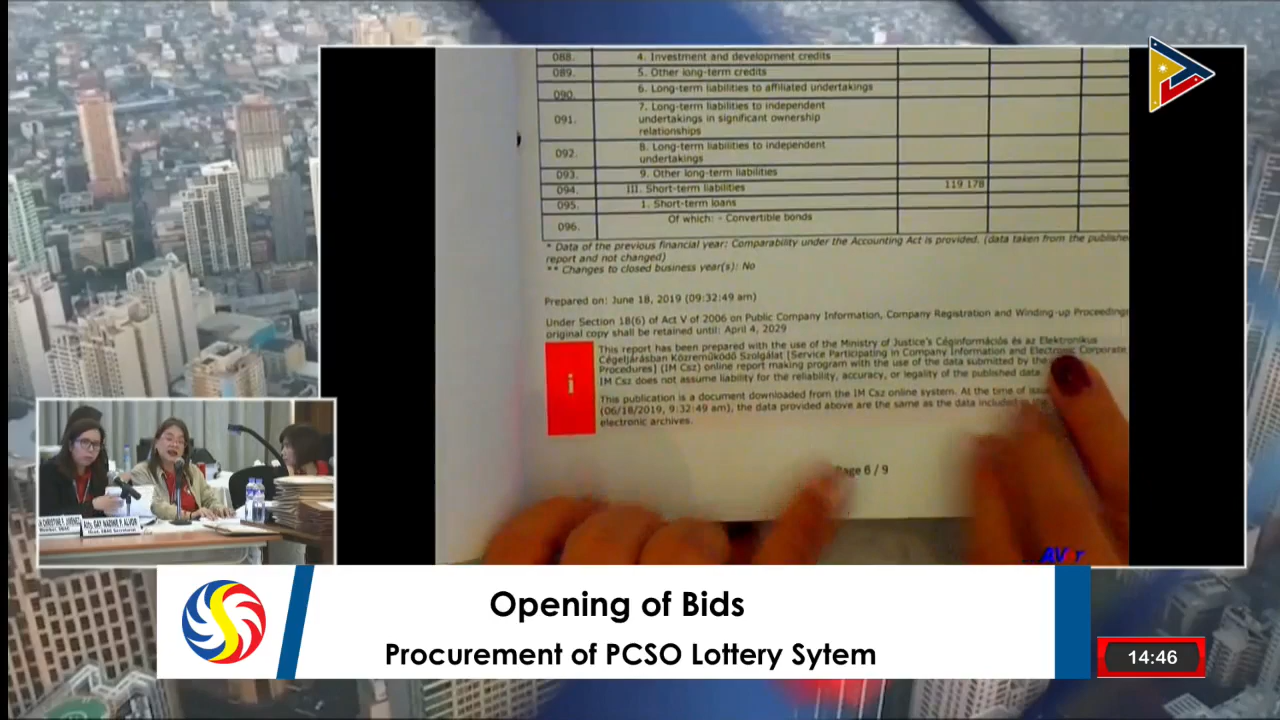 088. 4. Investment and development credits
089. 5. Other long-term credits
090. 6. Long-term liabilities to affiliated undertakings
091. 7. Long-term liabilities to independent
undertakings in significant ownership
relationships
092. 8. Long-term liabilities to independent
undertakings
093. 9. Other long-term liabilities
094. III. Short-term liabilities 119 178
095. 1. Short-term loans
096. Of which: - Convertible bonds
* Data of the previous financial year: Comparability under the Accounting Act is provided. (data taken from the
report and not changed)
** Changes to closed business year(s): No
Prepared on: June 18, 2019 (09:32:49 am)
Under Section 18(6) of Act V of 2006 on Public Company Information, Company Registration and Winding-up
original copy shall be retained until: April 4, 2029
i
This report has been prepared with the use of the Ministry of Justice's Céginformációs és az Elektronikus
Cégeljárásban Közreműködő Szolgálat [Service Participating in Company Information and Electronic Corporate
Procedures] (IM Csz) online report making program with the use of the data submitted by the
IM Csz does not assume liability for the reliability, accuracy, or legality of the published data.
This publication is a document downloaded from the IM Csz online system. At the time of
(06/18/2019, 9:32:49 am), the data provided above are the same as the data included in the
electronic archives.
6 / 9
Atty. GAY NADINE P. ALVOR
Opening of Bids
Procurement of PCSO Lottery Sytem
14:46